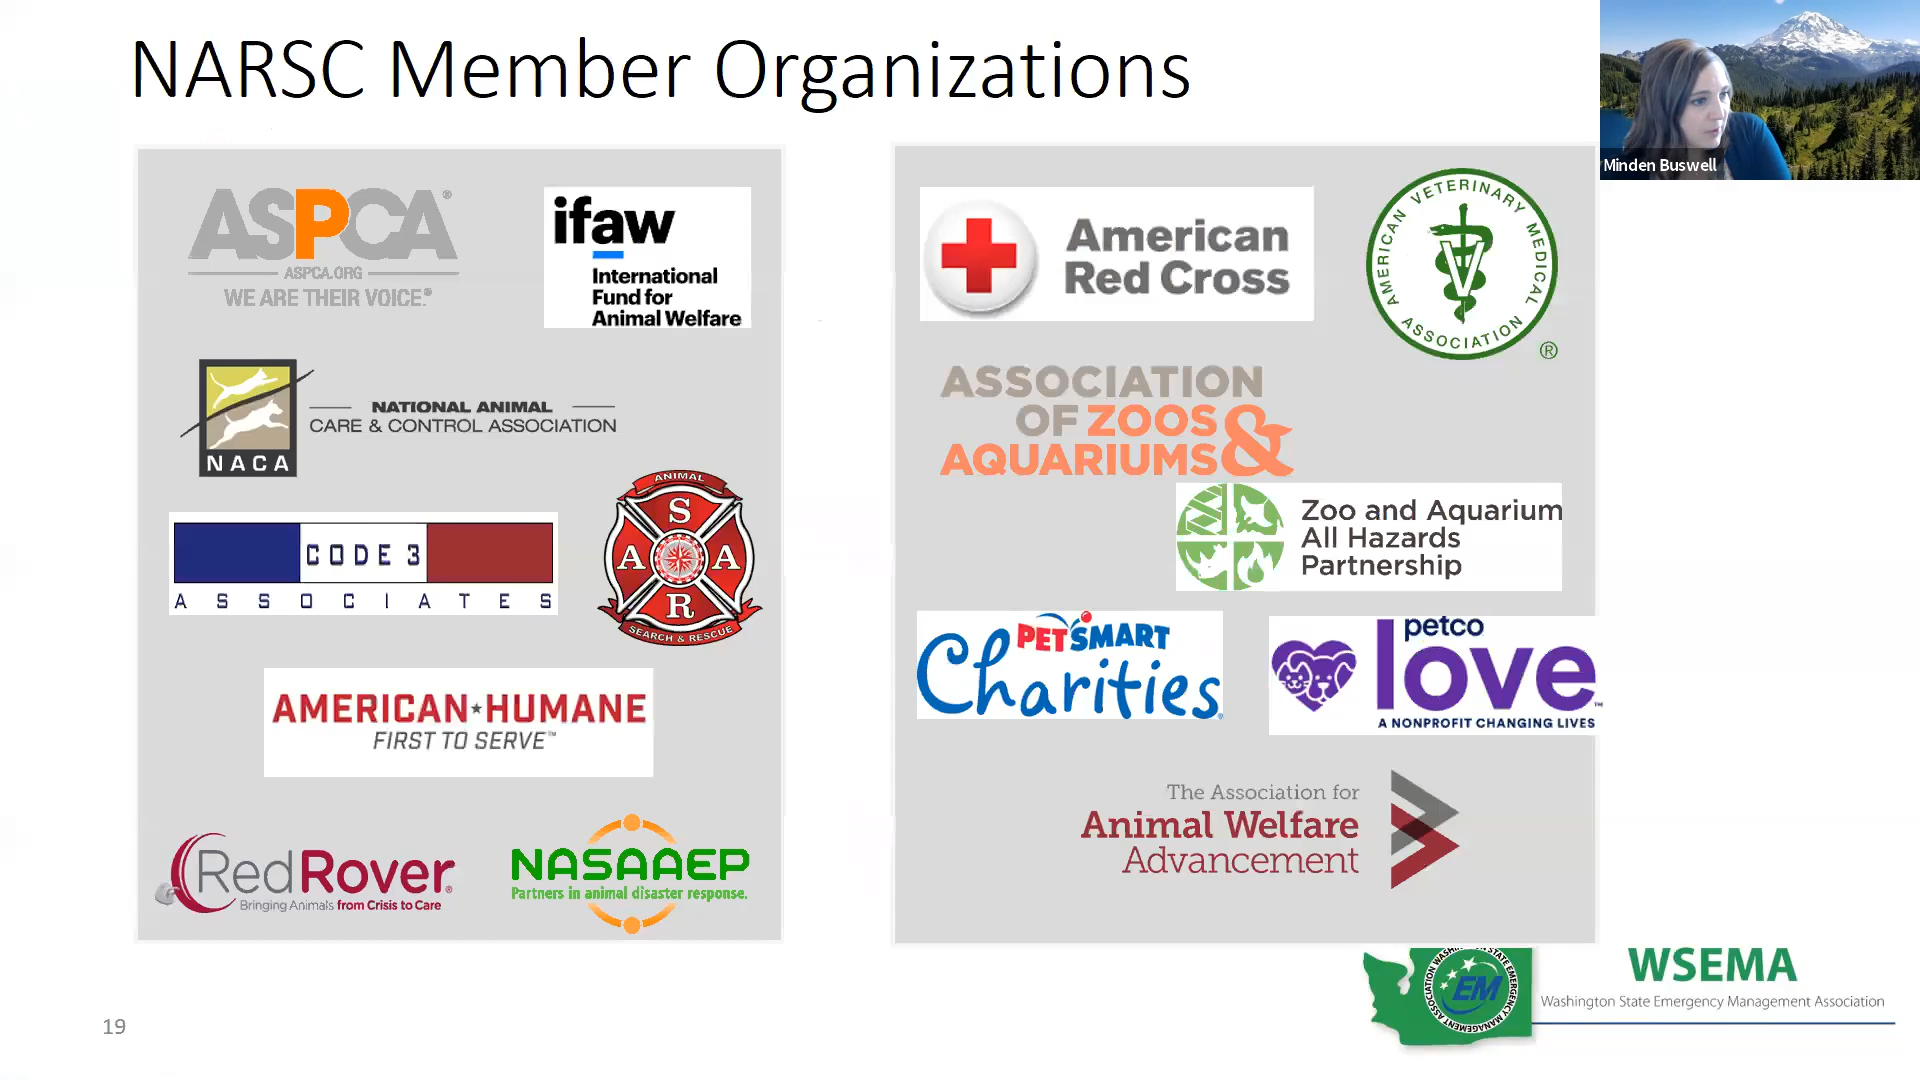 NARSC Member Organizations
Minden Buswell
ASPCA®
ASPCA.ORG
WE ARE THEIR VOICE.®
ifaw
International
Fund for
Animal Welfare
NACA
NATIONAL ANIMAL
CARE & CONTROL ASSOCIATION
CODE 3
ASSOCIATES
ANIMAL
S
A A
R
SEARCH & RESCUE
AMERICAN★HUMANE
FIRST TO SERVE™
RedRover®
Bringing Animals from Crisis to Care
NASAAEP
Partners in animal disaster response.
American
Red Cross
AMERICAN VETERINARY MEDICAL
ASSOCIATION
V
®
ASSOCIATION
OF ZOOS &
AQUARIUMS
Zoo and Aquarium
All Hazards
Partnership
PETSMART
Charities®
petco
love™
A NONPROFIT CHANGING LIVES
The Association for
Animal Welfare
Advancement
EM
WSEMA
Washington State Emergency Management Association
19